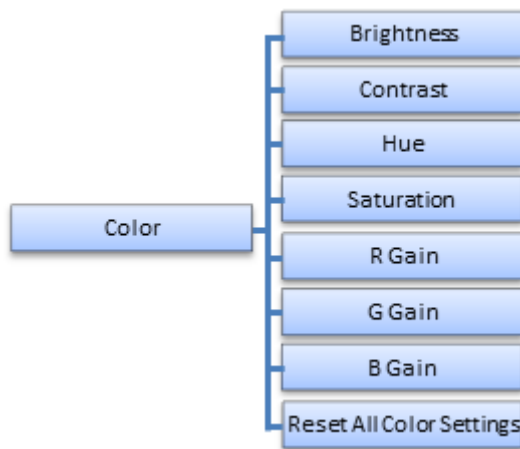 Brightness
Contrast
Hue
Saturation
Color
R Gain
G Gain
B Gain
Reset All Color Settings